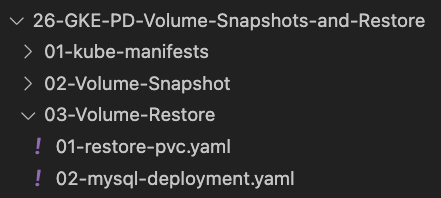 26-GKE-PD-Volume-Snapshots-and-Restore
01-kube-manifests
02-Volume-Snapshot
03-Volume-Restore
! 01-restore-pvc.yaml
! 02-mysql-deployment.yaml